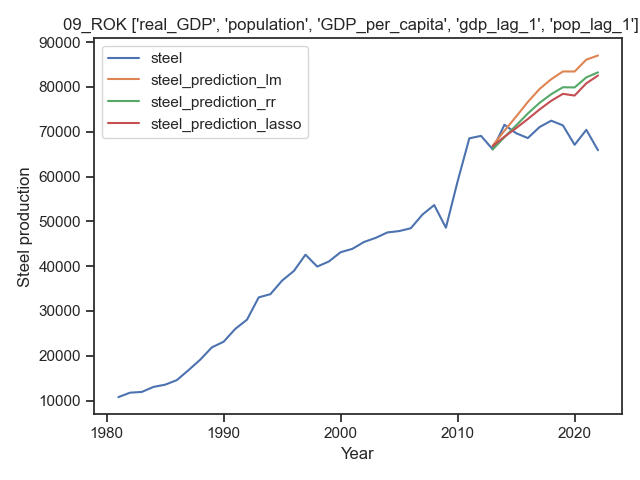 09_ROK ['real_GDP', 'population', 'GDP_per_capita', 'gdp_lag_1', 'pop_lag_1']
90000
80000
70000
60000
50000
40000
30000
20000
10000
Steel production
steel
steel_prediction_lm
steel_prediction_rr
steel_prediction_lasso
1980
1990
2000
2010
2020
Year